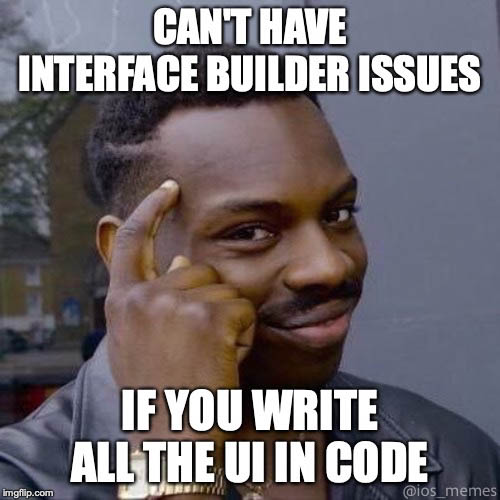 CAN'T HAVE
INTERFACE BUILDER ISSUES
IF YOU WRITE
ALL THE UI IN CODE
@ios_memes
imgflip.com